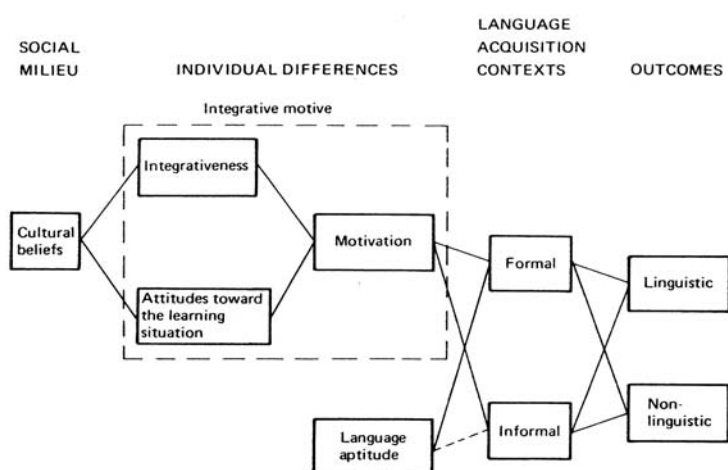 SOCIAL
MILIEU
INDIVIDUAL DIFFERENCES
LANGUAGE
ACQUISITION
CONTEXTS
OUTCOMES
Integrative motive
Integrativeness
Cultural
beliefs
Motivation
Attitudes toward
the learning
situation
Formal
Linguistic
Language
aptitude
Informal
Non-
linguistic